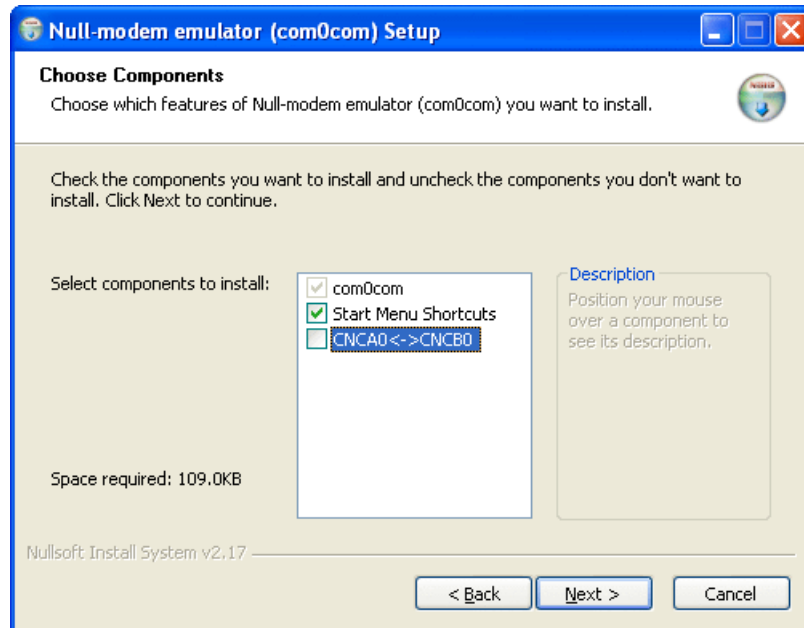 Null-modem emulator (com0com) Setup
Choose Components
Choose which features of Null-modem emulator (com0com) you want to install.
Check the components you want to install and uncheck the components you don't want to
install. Click Next to continue.
Select components to install:
com0com
Start Menu Shortcuts
CNCA0<->CNCB0
Description
Position your mouse
over a component to
see its description.
Space required: 109.0KB
Nullsoft Install System v2.17
< Back
Next >
Cancel